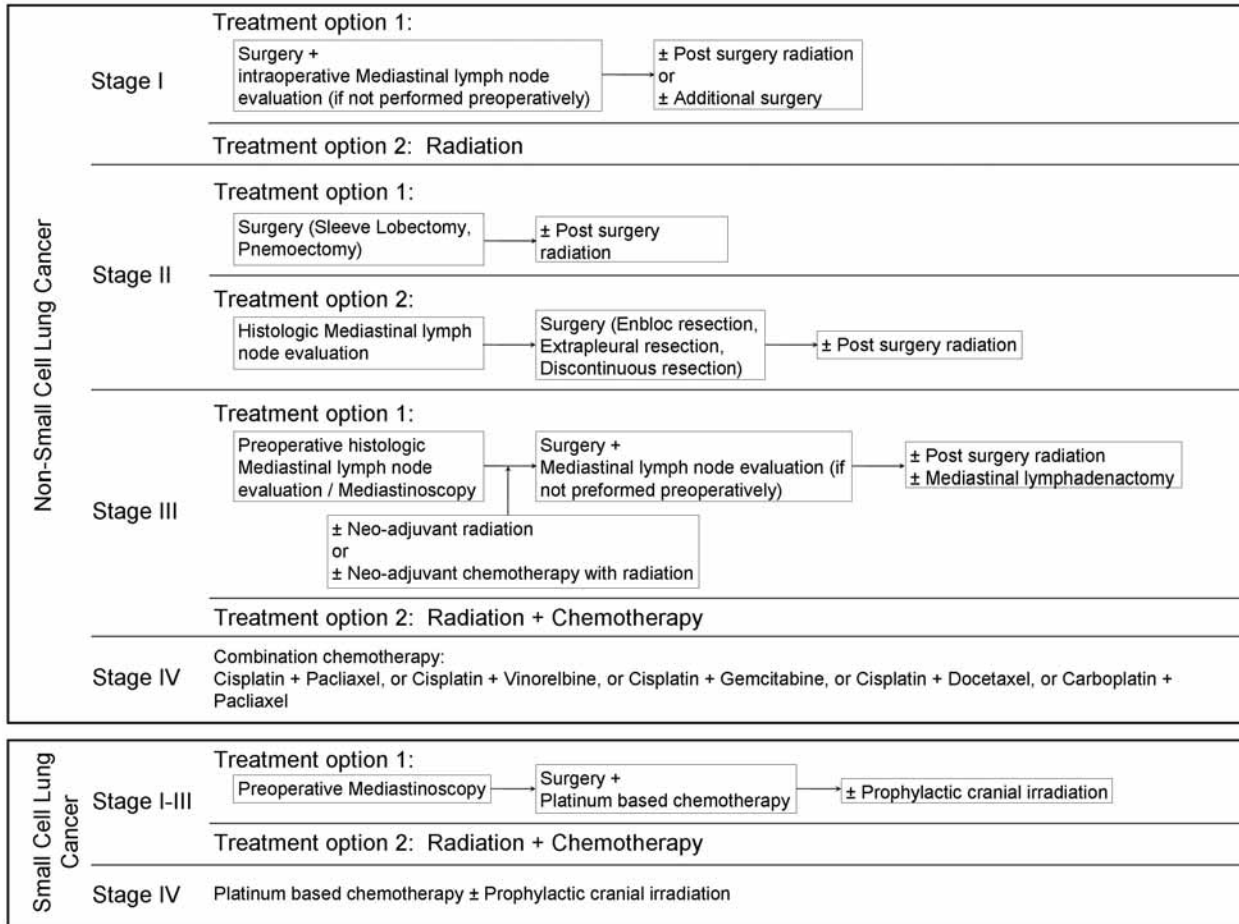 Non-Small Cell Lung Cancer
Stage I
Treatment option 1:
Surgery +
intraoperative Mediastinal lymph node
evaluation (if not performed preoperatively)
± Post surgery radiation
or
± Additional surgery
Treatment option 2: Radiation
Stage II
Treatment option 1:
Surgery (Sleeve Lobectomy,
Pnemoectomy)
± Post surgery
radiation
Treatment option 2:
Histologic Mediastinal lymph
node evaluation
Surgery (Enbloc resection,
Extrapleural resection,
Discontinuous resection)
± Post surgery radiation
Stage III
Treatment option 1:
Preoperative histologic
Mediastinal lymph node
evaluation / Mediastinoscopy
± Neo-adjuvant radiation
or
± Neo-adjuvant chemotherapy with radiation
Surgery +
Mediastinal lymph node evaluation (if
not preformed preoperatively)
± Post surgery radiation
± Mediastinal lymphadenactomy
Treatment option 2: Radiation + Chemotherapy
Stage IV
Combination chemotherapy:
Cisplatin + Pacliaxel, or Cisplatin + Vinorelbine, or Cisplatin + Gemcitabine, or Cisplatin + Docetaxel, or Carboplatin +
Pacliaxel
Small Cell Lung
Cancer
Stage I-III
Treatment option 1:
Preoperative Mediastinoscopy
Surgery +
Platinum based chemotherapy
± Prophylactic cranial irradiation
Treatment option 2: Radiation + Chemotherapy
Stage IV
Platinum based chemotherapy ± Prophylactic cranial irradiation